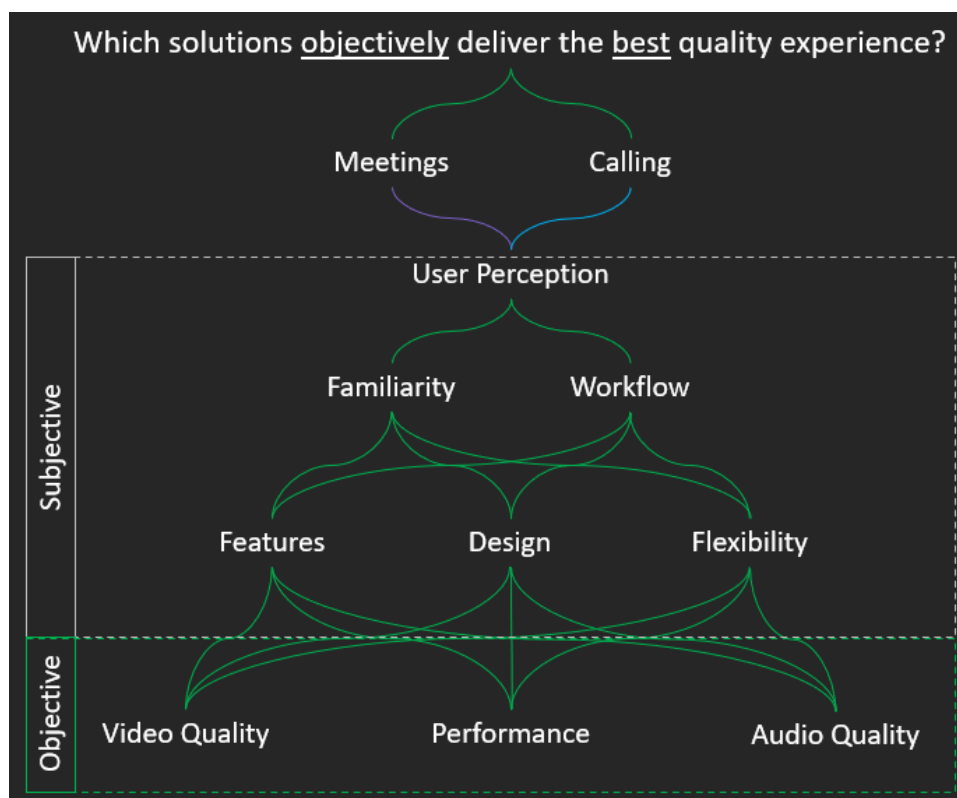 Which solutions objectively deliver the best quality experience?
Meetings
Calling
User Perception
Familiarity
Workflow
Subjective
Features
Design
Flexibility
Objective
Video Quality
Performance
Audio Quality